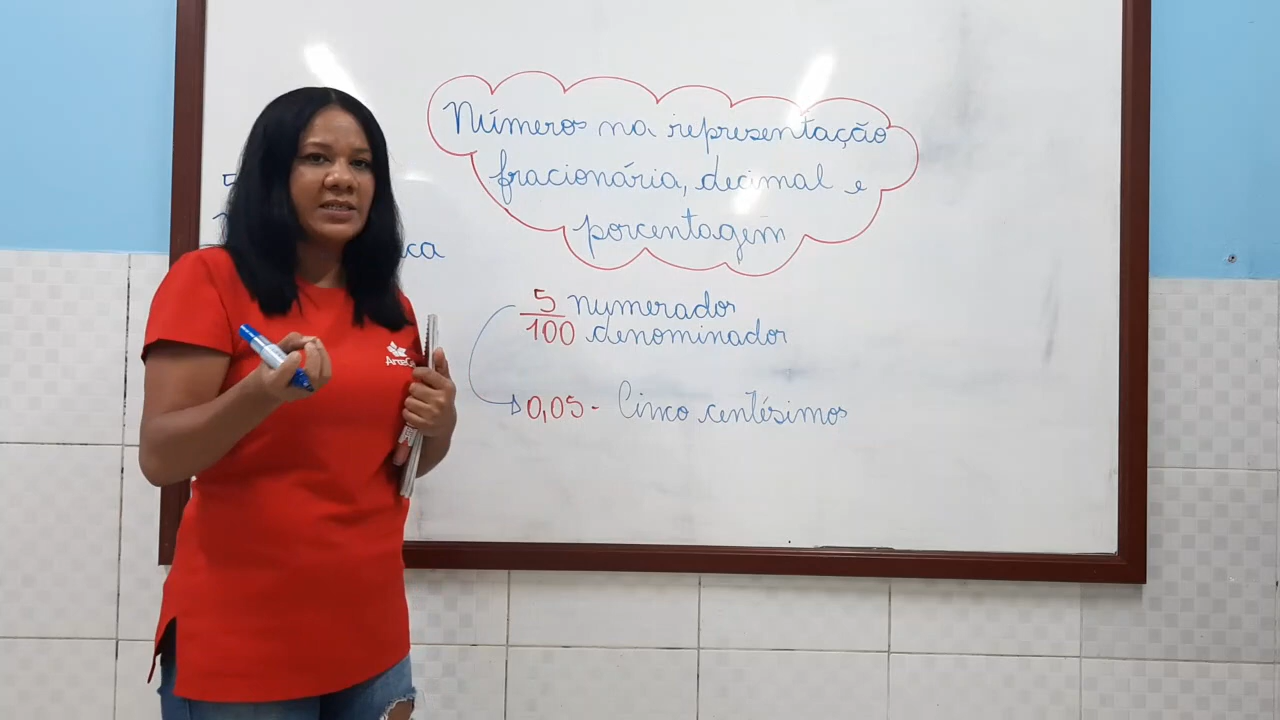 Números na representação
fracionária, decimal e
porcentagem
5 numerador
100 denominador
0,05 - Cinco centésimos